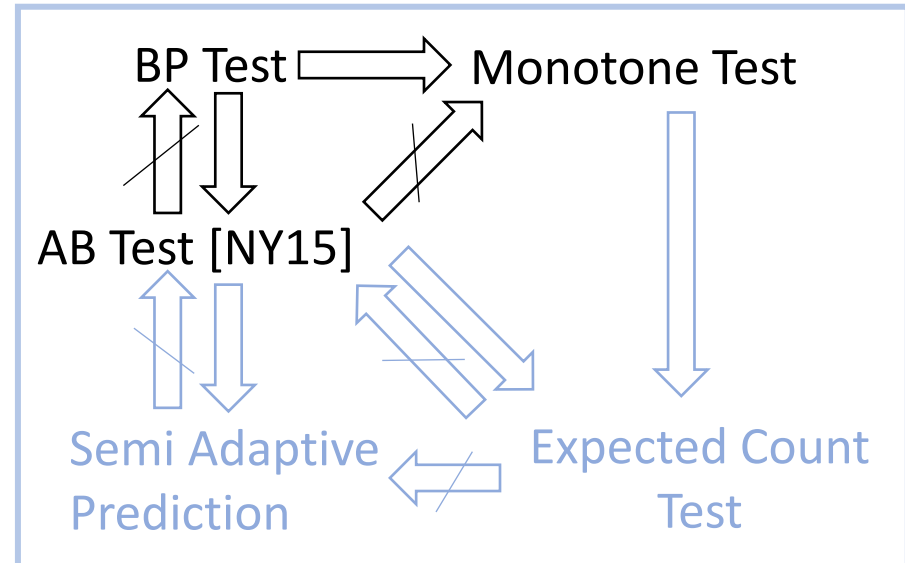 BP Test
Monotone Test
AB Test [NY15]
Semi Adaptive
Prediction
Expected Count
Test